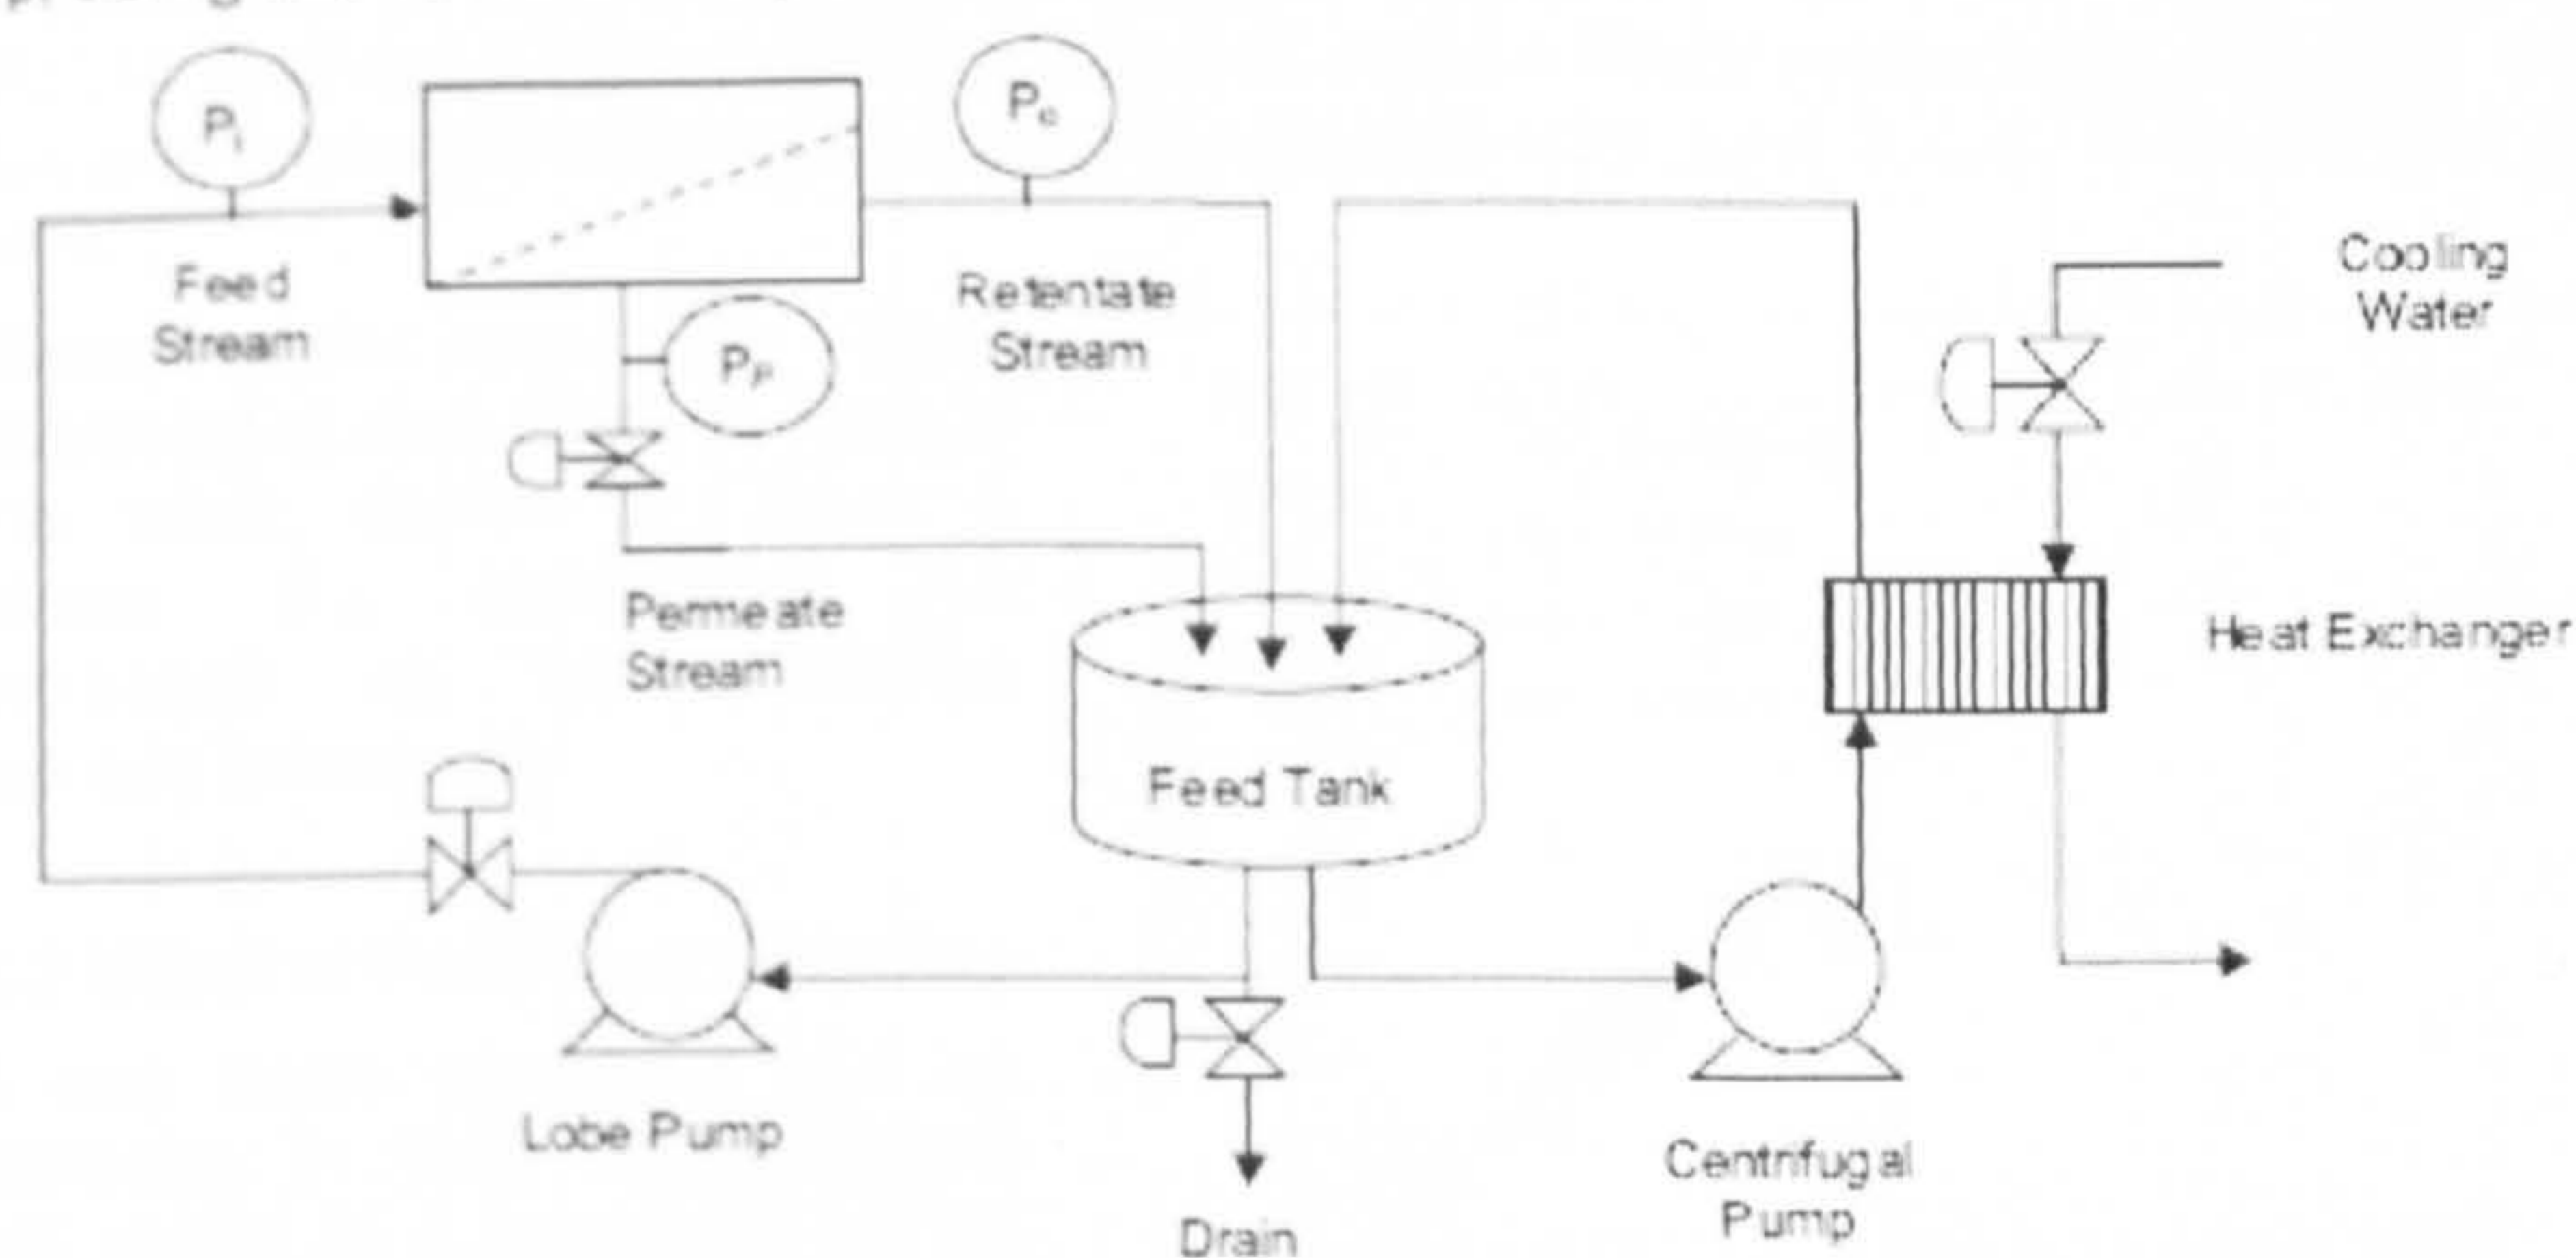 Pi
Pc
Feed
Stream
Retentate
Stream
Cooling
Water
PP
Permeate
Stream
Heat Exchanger
Feed Tank
Lobe Pump
Centrifugal
Pump
Drain